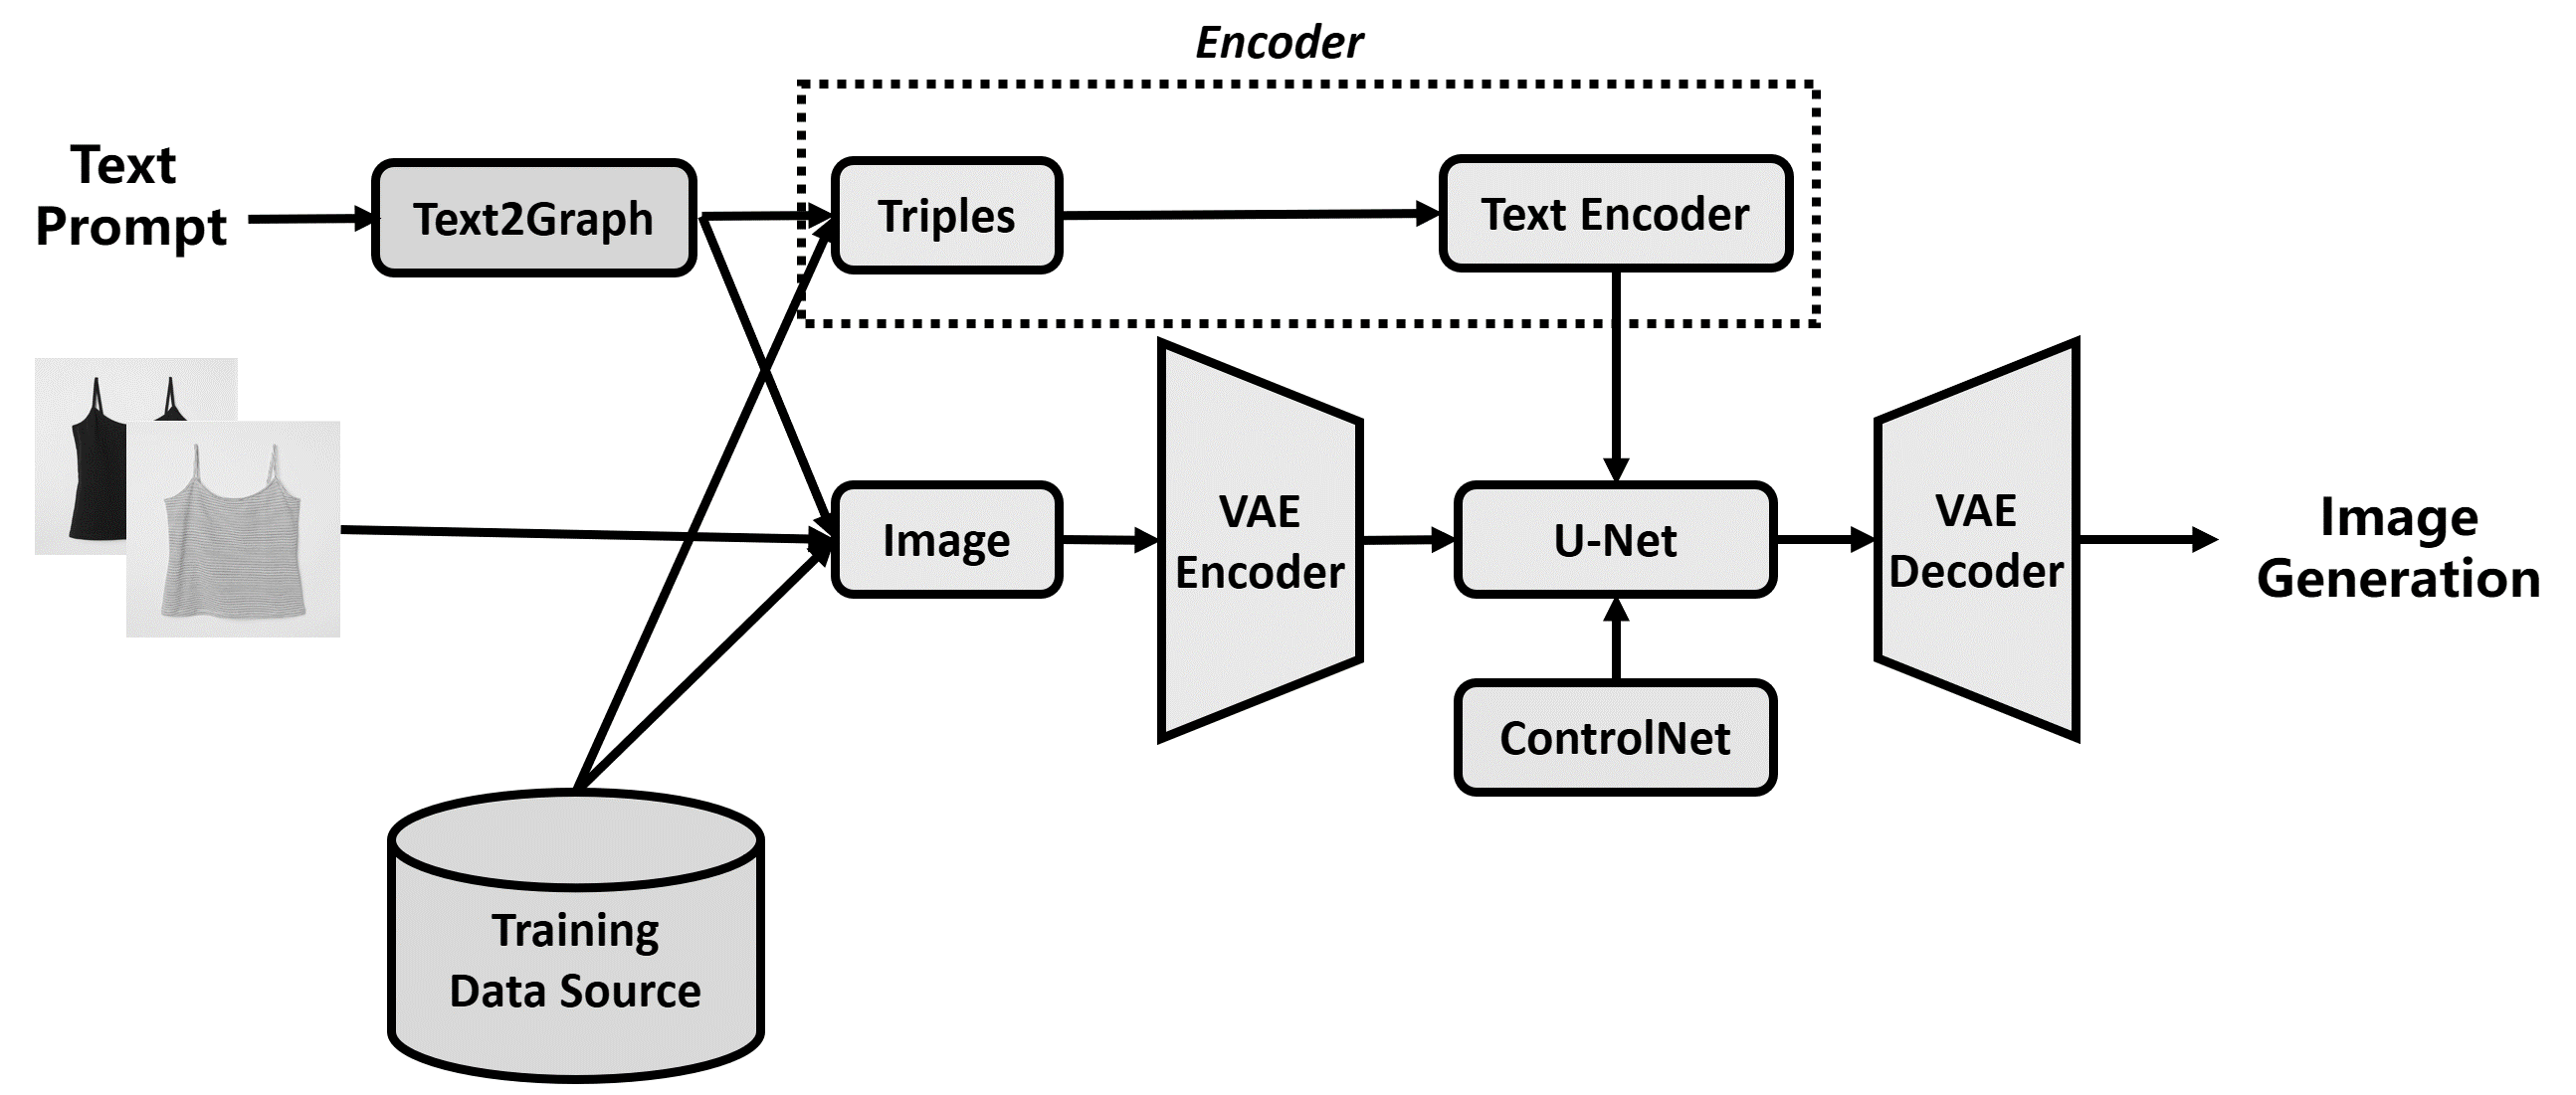 Encoder
Text
Prompt
Text2Graph
Triples
Text Encoder
Image
VAE
Encoder
U-Net
VAE
Decoder
Image
Generation
ControlNet
Training
Data Source